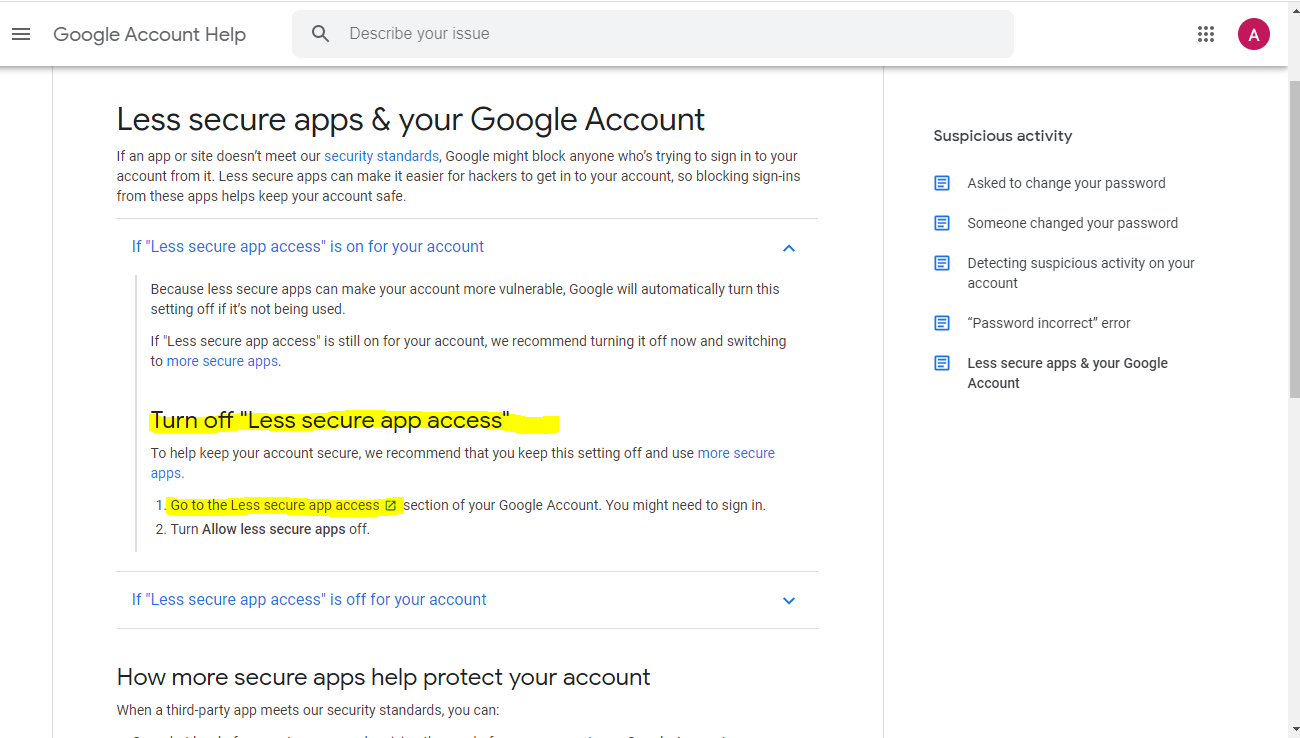 Google Account Help
Describe your issue
A
Less secure apps & your Google Account
If an app or site doesn't meet our security standards, Google might block anyone who's trying to sign in to your
account from it. Less secure apps can make it easier for hackers to get in to your account, so blocking sign-ins
from these apps helps keep your account safe.
If "Less secure app access" is on for your account
Because less secure apps can make your account more vulnerable, Google will automatically turn this
setting off if it's not being used.
If "Less secure app access" is still on for your account, we recommend turning it off now and switching
to more secure apps.
Turn off "Less secure app access"
To help keep your account secure, we recommend that you keep this setting off and use more secure
apps.
1. Go to the Less secure app access section of your Google Account. You might need to sign in.
2. Turn Allow less secure apps off.
If "Less secure app access" is off for your account
How more secure apps help protect your account
When a third-party app meets our security standards, you can:
Suspicious activity
Asked to change your password
Someone changed your password
Detecting suspicious activity on your
account
“Password incorrect” error
Less secure apps & your Google
Account